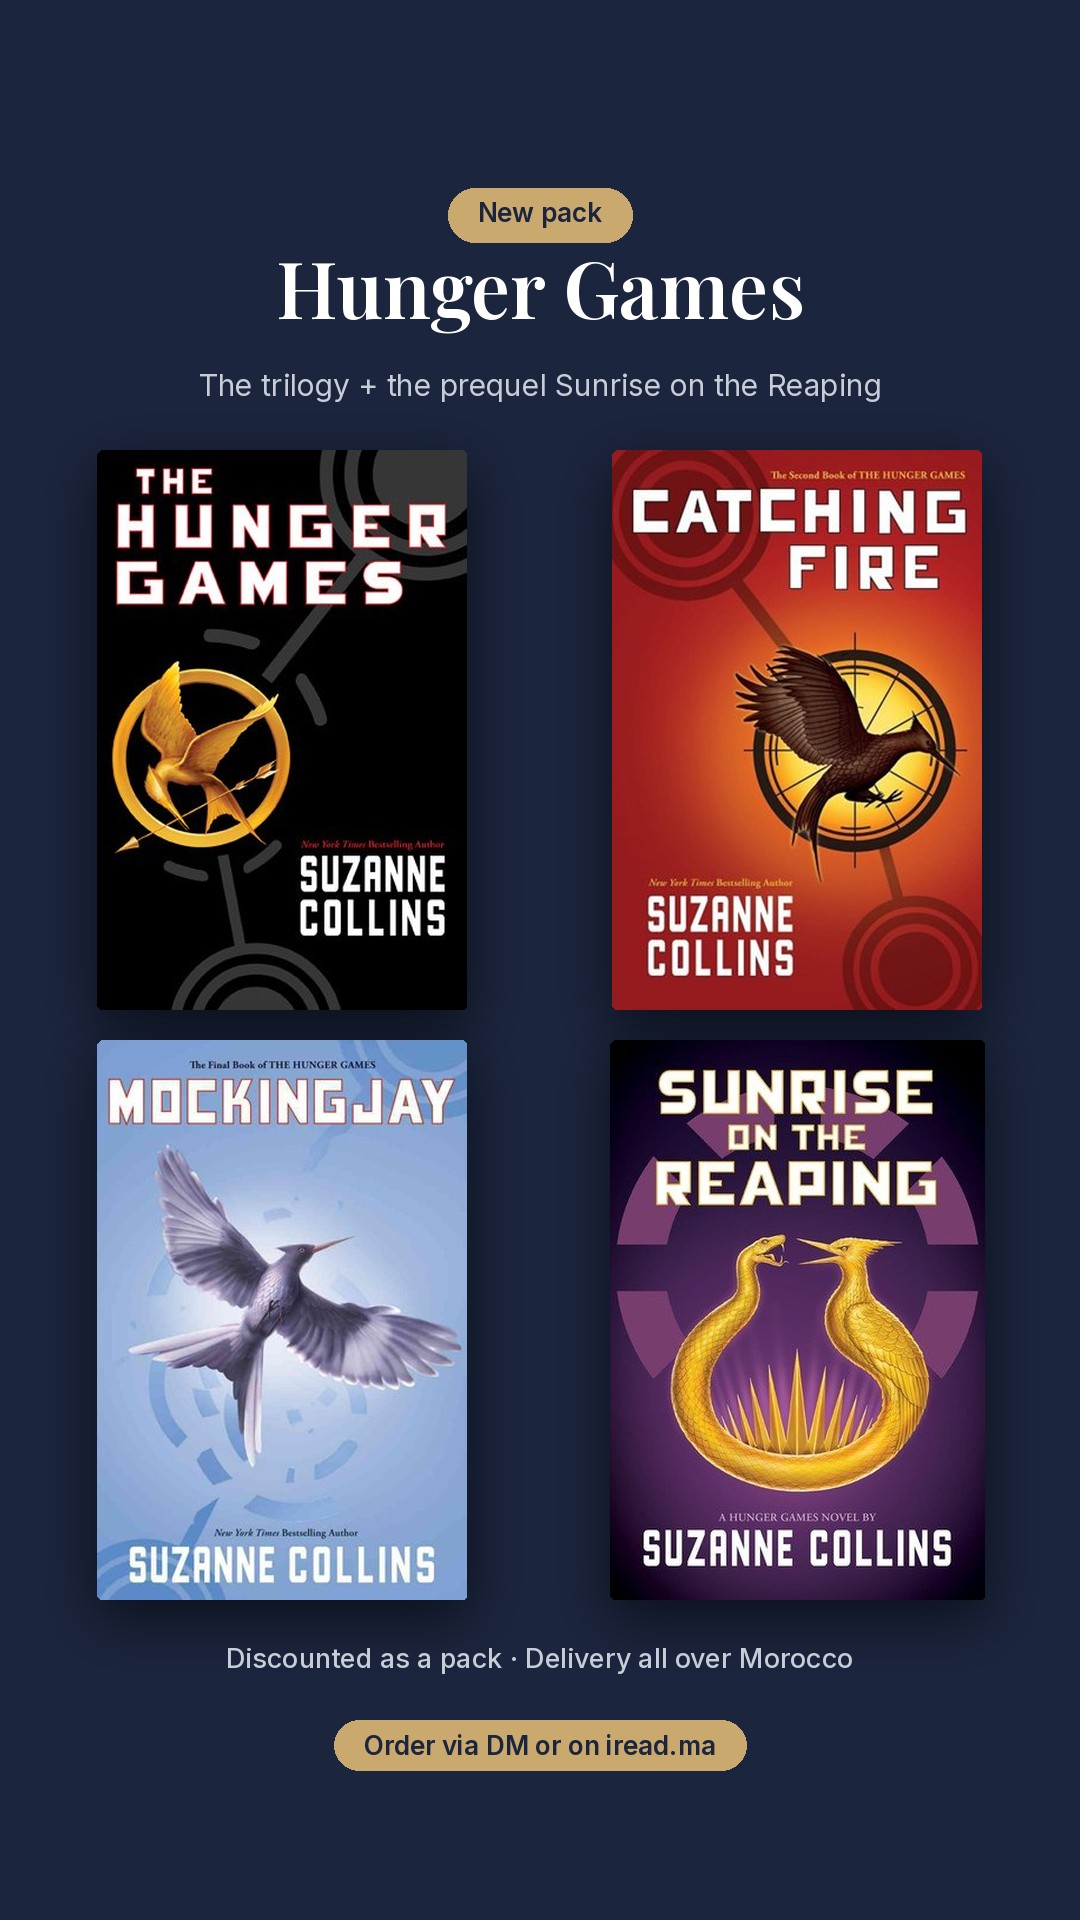 New pack
Hunger Games
The trilogy + the prequel Sunrise on the Reaping
THE
HUNGER
GAMES
New York Times Bestselling Author
SUZANNE
COLLINS
The Second Book of THE HUNGER GAMES
CATCHING
FIRE
New York Times Bestselling Author
SUZANNE
COLLINS
The Final Book of THE HUNGER GAMES
MOCKINGJAY
New York Times Bestselling Author
SUZANNE COLLINS
SUNRISE
ON THE
REAPING
A HUNGER GAMES NOVEL BY
SUZANNE COLLINS
Discounted as a pack · Delivery all over Morocco
Order via DM or on iread.ma